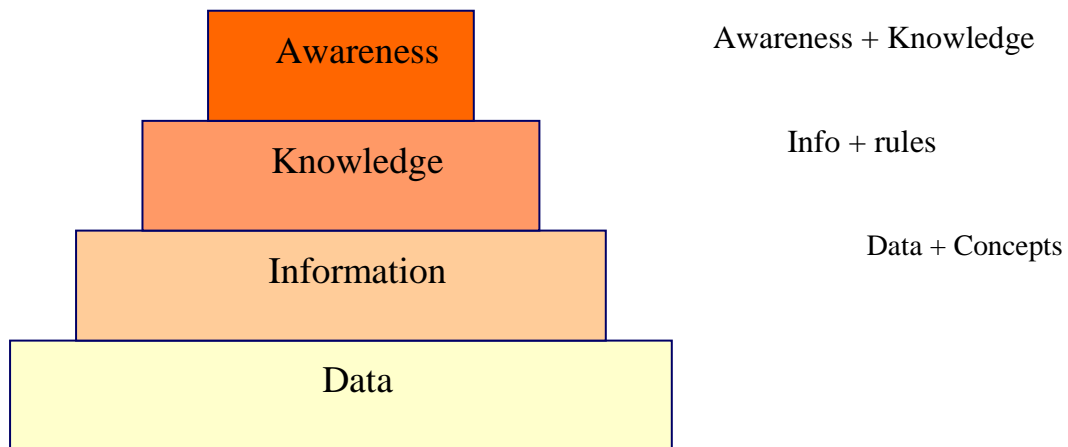 Awareness
Awareness + Knowledge
Knowledge
Info + rules
Information
Data + Concepts
Data